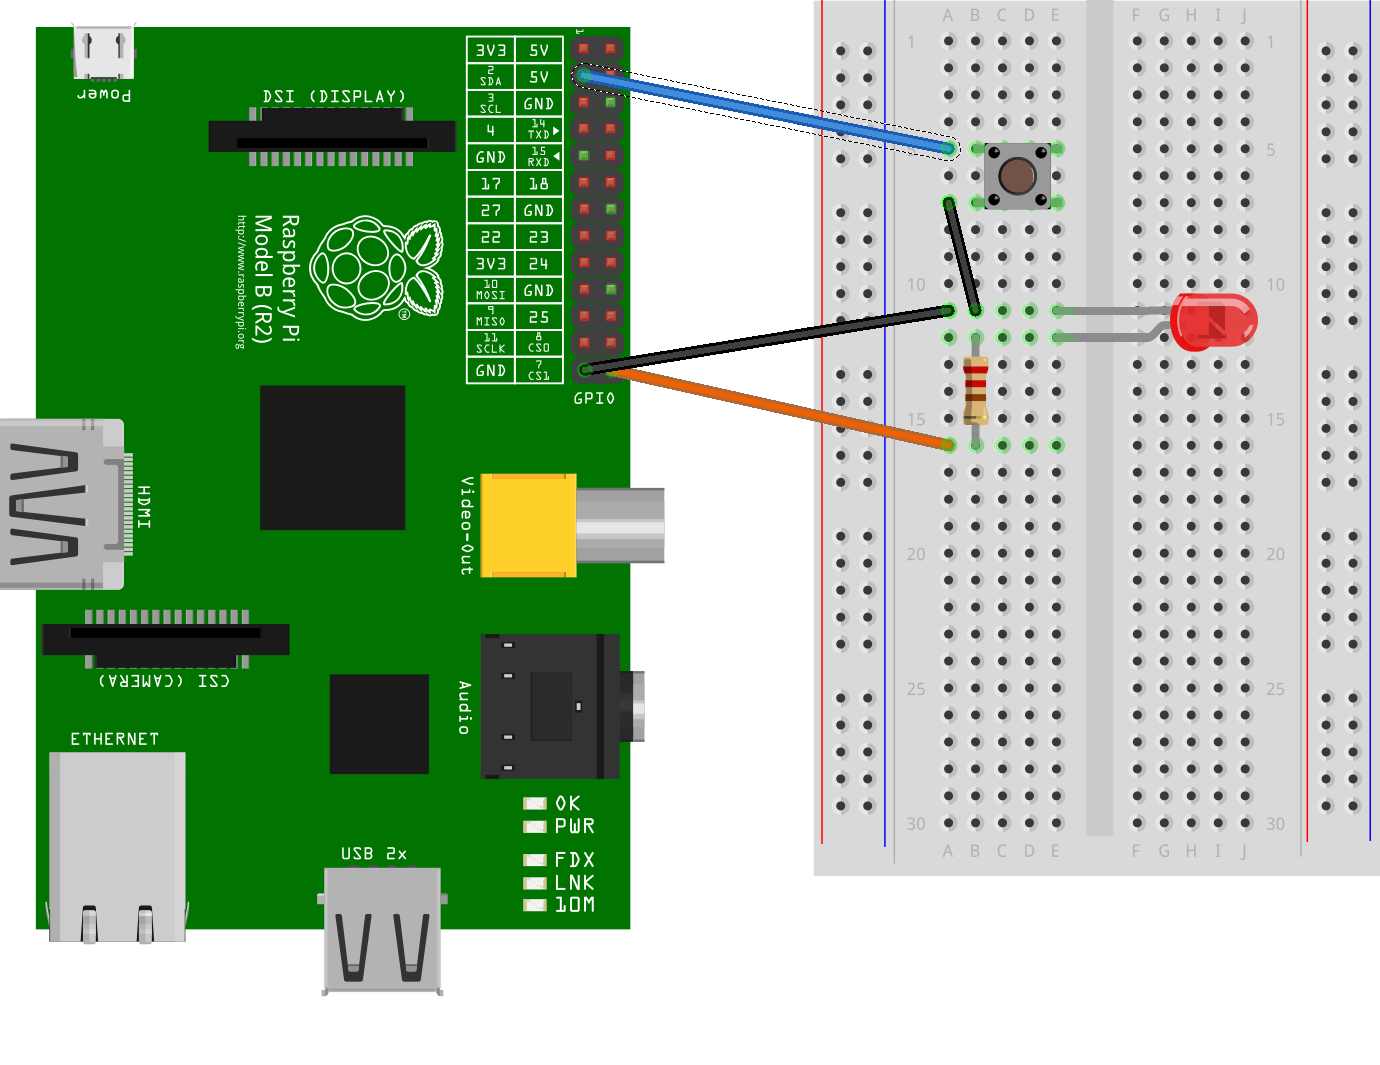 Power
DSI (DISPLAY)
1
3V3 5V
2 SDA 5V
3 SCL GND
4 14 TXD
GND 15 RXD
17 18
27 GND
22 23
3V3 24
10 MOSI GND
9 MISO 25
11 SCLK 8 CS0
GND 7 CS1
GPIO
Raspberry Pi
Model B (R2)
http://www.raspberrypi.org
TM
HDMI
Video-Out
CSI (CAMERA)
Audio
ETHERNET
USB 2x
OK
PWR
FDX
LNK
10M
A B C D E F G H I J
1 1
5 5
10 10
15 15
20 20
25 25
30 30
A B C D E F G H I J